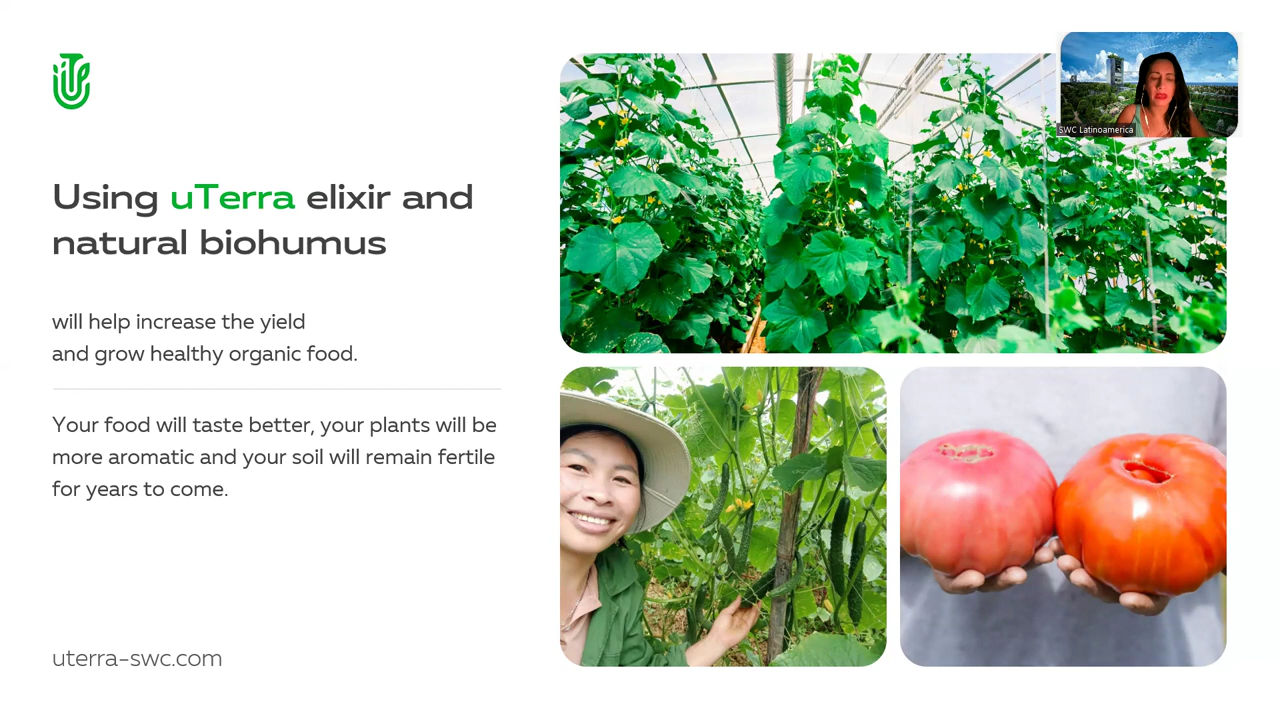 SWC Latinoamerica
Using uTerra elixir and
natural biohumus
will help increase the yield
and grow healthy organic food.
Your food will taste better, your plants will be
more aromatic and your soil will remain fertile
for years to come.
uterra-swc.com